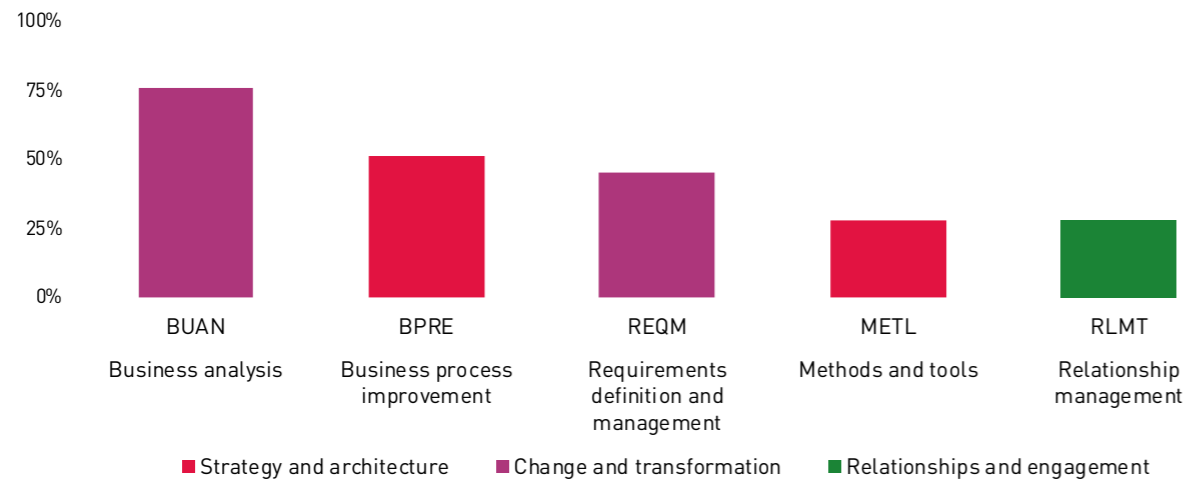 100%
75%
50%
25%
0%
BUAN
BPRE
REQM
METL
RLMT
Business analysis
Business process
improvement
Requirements
definition and
management
Methods and tools
Relationship
management
Strategy and architecture
Change and transformation
Relationships and engagement